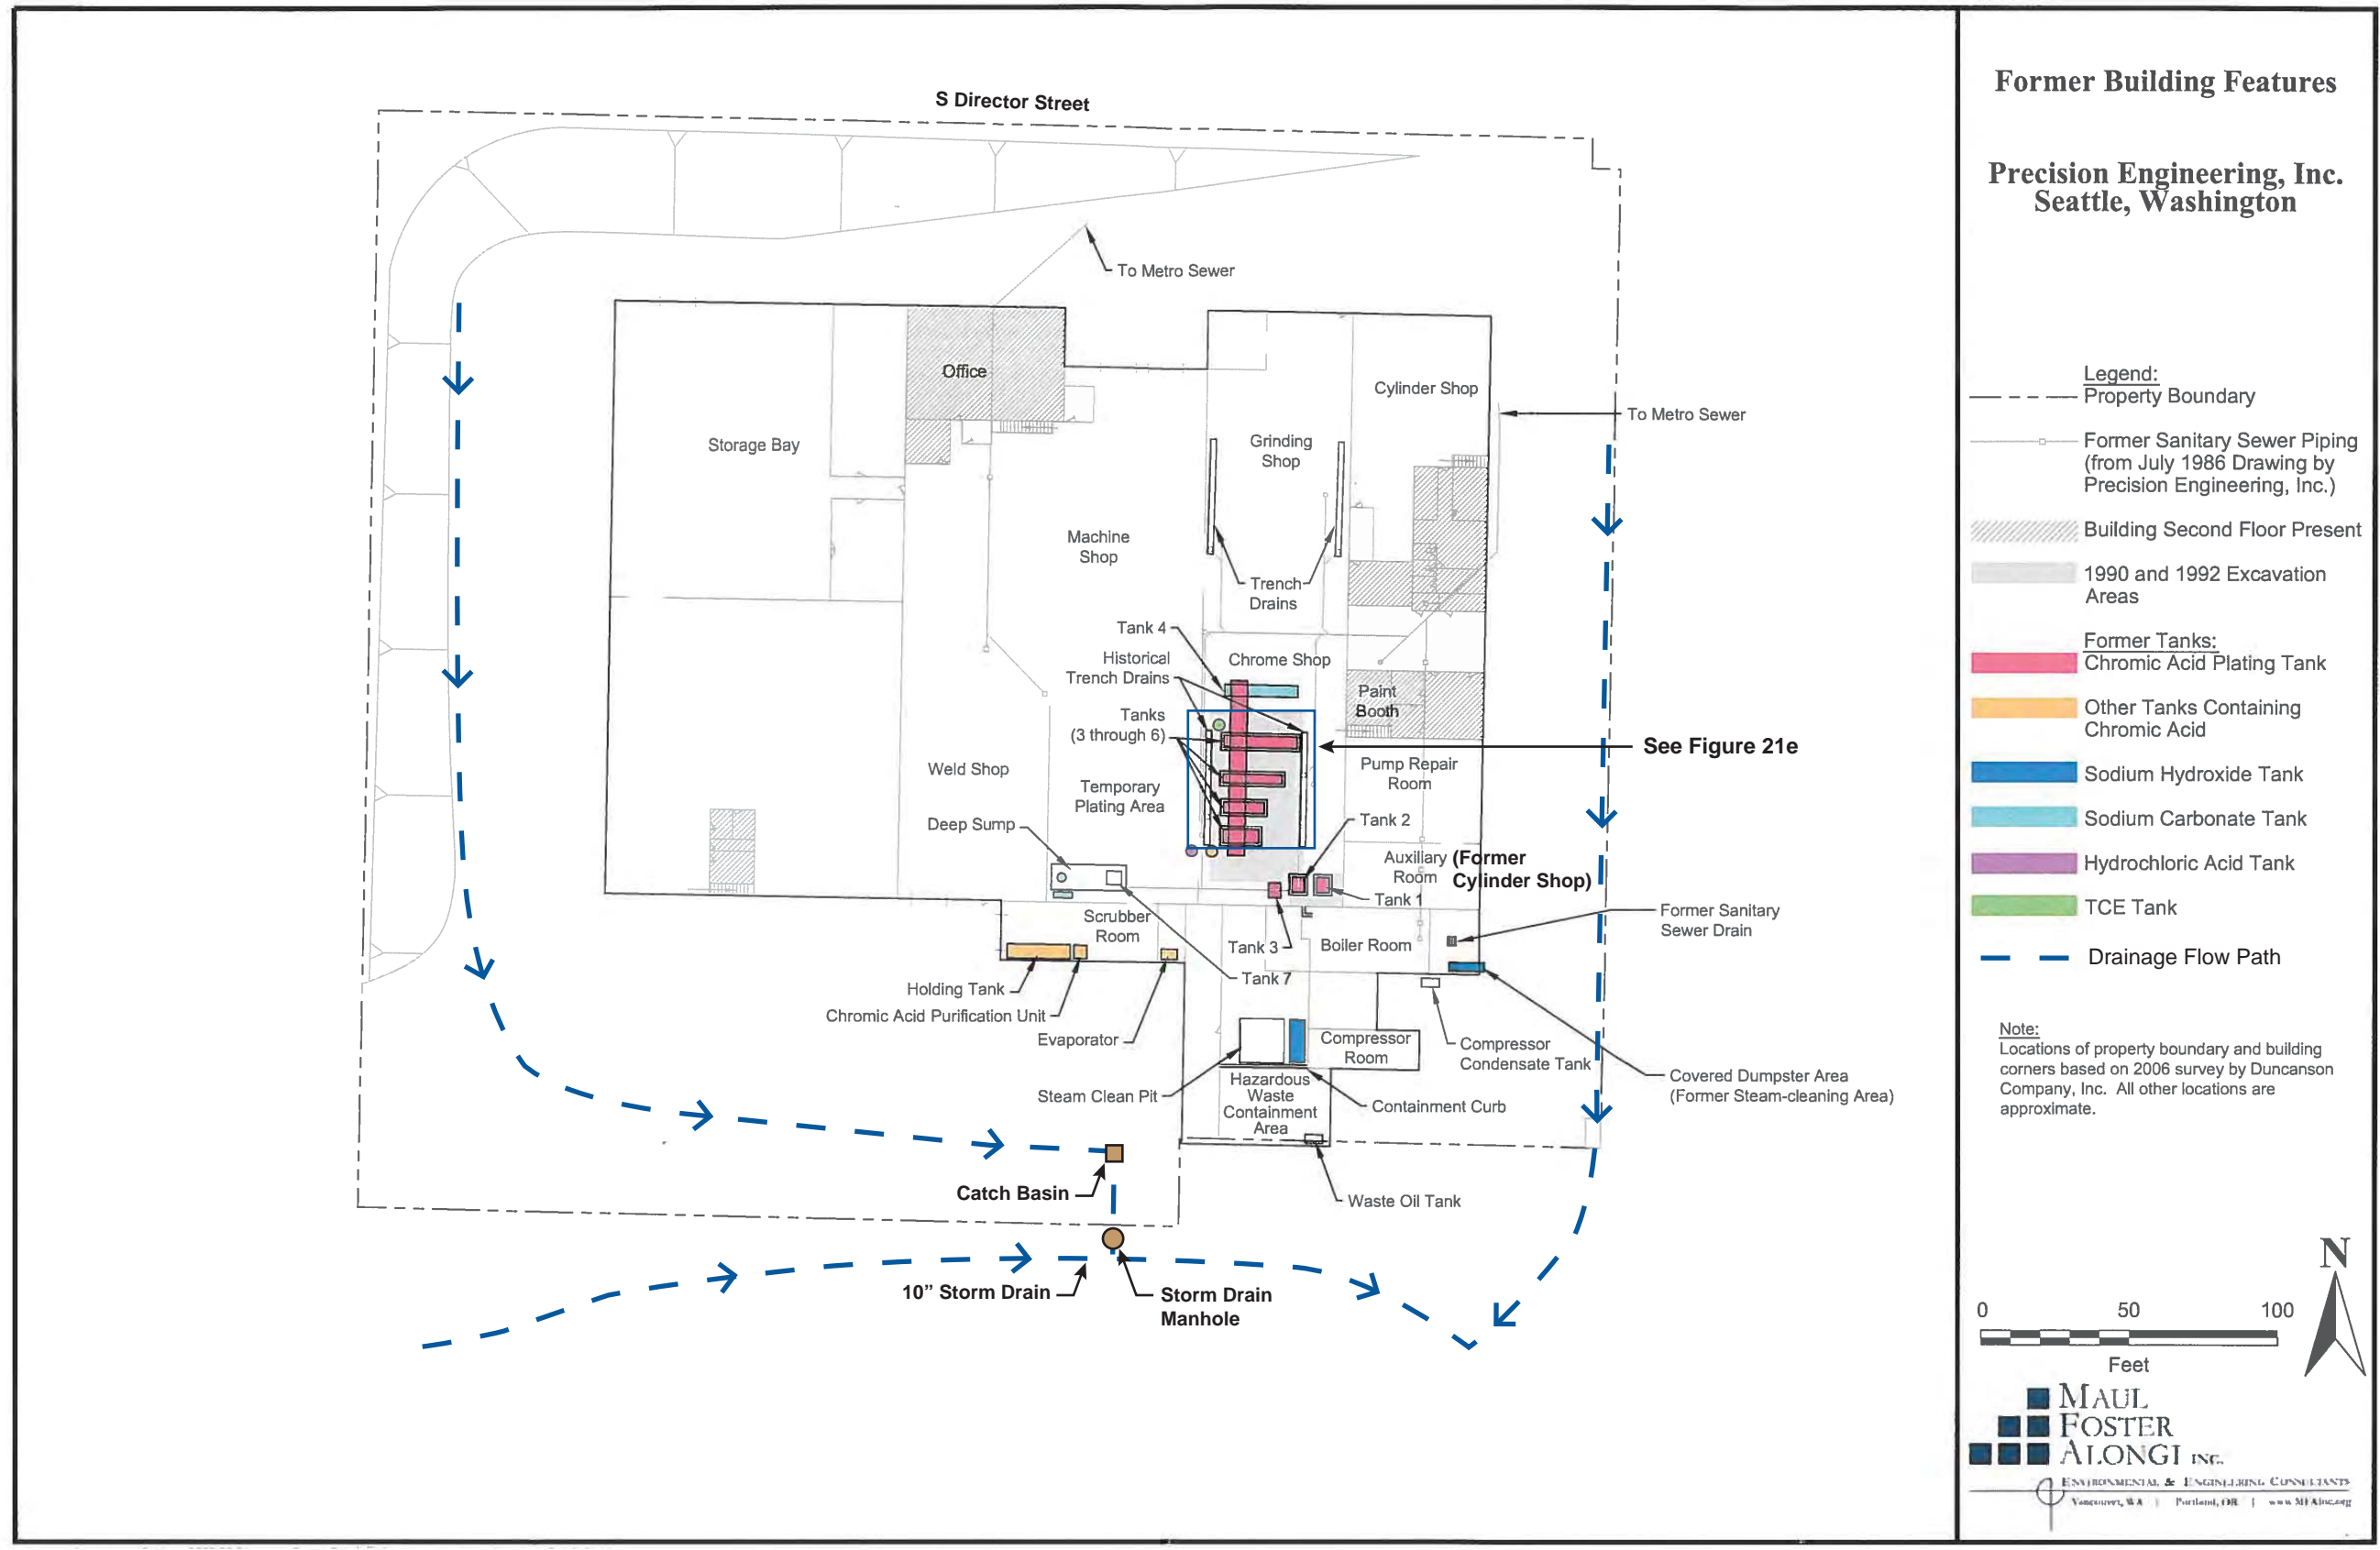 S Director Street
To Metro Sewer
Office
Cylinder Shop
To Metro Sewer
Storage Bay
Grinding
Shop
Machine
Shop
Trench
Drains
Tank 4
Historical
Trench Drains
Chrome Shop
Paint
Booth
Tanks
(3 through 6)
See Figure 21e
Weld Shop
Pump Repair
Room
Temporary
Plating Area
Deep Sump
Tank 2
Auxiliary
Room
(Former
Cylinder Shop)
Tank 1
Scrubber
Room
Former Sanitary
Sewer Drain
Tank 3
Boiler Room
Tank 7
Holding Tank
Chromic Acid Purification Unit
Evaporator
Compressor
Room
Compressor
Condensate Tank
Steam Clean Pit
Hazardous
Waste
Containment
Area
Covered Dumpster Area
(Former Steam-cleaning Area)
Containment Curb
Catch Basin
Waste Oil Tank
10” Storm Drain
Storm Drain
Manhole
Former Building Features
Precision Engineering, Inc.
Seattle, Washington
Legend:
Property Boundary
Former Sanitary Sewer Piping
(from July 1986 Drawing by
Precision Engineering, Inc.)
Building Second Floor Present
1990 and 1992 Excavation
Areas
Former Tanks:
Chromic Acid Plating Tank
Other Tanks Containing
Chromic Acid
Sodium Hydroxide Tank
Sodium Carbonate Tank
Hydrochloric Acid Tank
TCE Tank
Drainage Flow Path
Note:
Locations of property boundary and building
corners based on 2006 survey by Duncanson
Company, Inc. All other locations are
approximate.
N
0 50 100
Feet
MAUL
FOSTER
ALONGI INC.
ENVIRONMENTAL & ENGINEERING CONSULTANTS
Vancouver, WA | Portland, OR | www.MFAinc.org